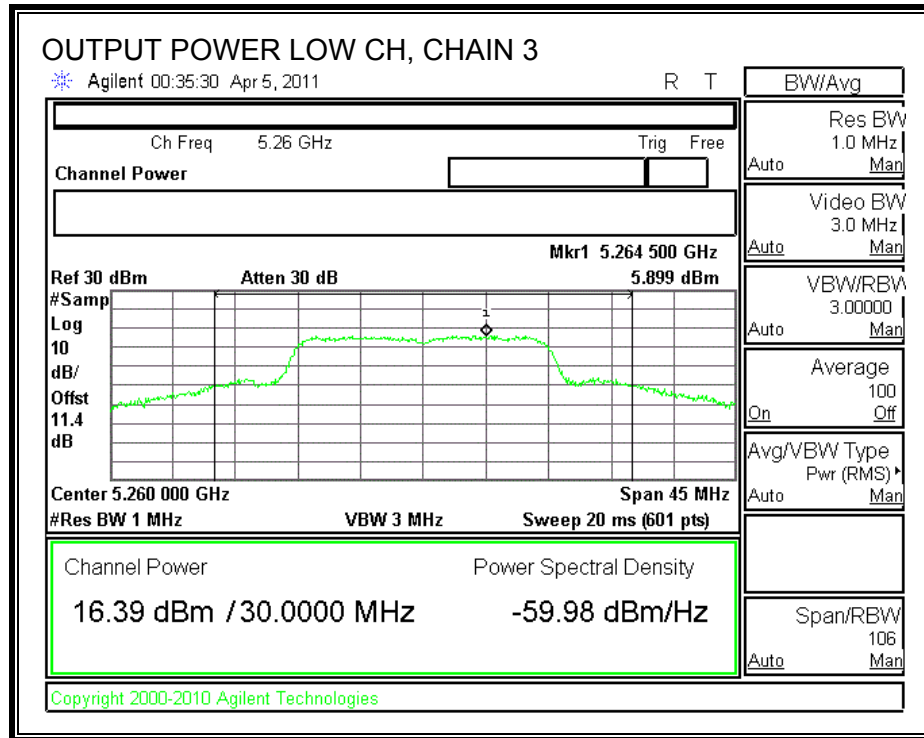 OUTPUT POWER LOW CH, CHAIN 3
Agilent 00:35:30 Apr 5, 2011 R T
Ch Freq 5.26 GHz Trig Free
Channel Power
Mkr1 5.264 500 GHz
Ref 30 dBm Atten 30 dB 5.899 dBm
#Samp
Log
10
dB/
Offst
11.4
dB
1
Center 5.260 000 GHz Span 45 MHz
#Res BW 1 MHz VBW 3 MHz Sweep 20 ms (601 pts)
Channel Power Power Spectral Density
16.39 dBm / 30.0000 MHz -59.98 dBm/Hz
Copyright 2000-2010 Agilent Technologies
BW/Avg
Res BW
1.0 MHz
Auto Man
Video BW
3.0 MHz
Auto Man
VBW/RBW
3.00000
Auto Man
Average
100
On Off
Avg/VBW Type
Pwr (RMS)
Auto Man
Span/RBW
106
Auto Man